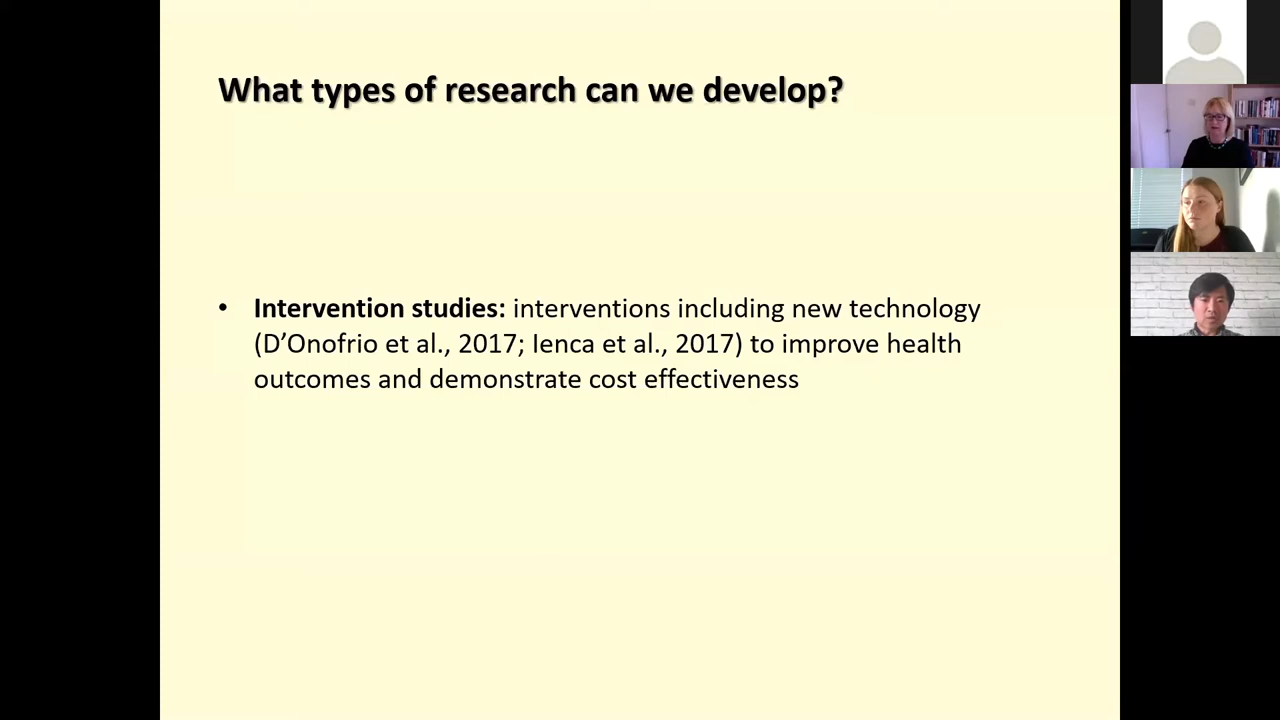 What types of research can we develop?
• Intervention studies: interventions including new technology
(D’Onofrio et al., 2017; Ienca et al., 2017) to improve health
outcomes and demonstrate cost effectiveness